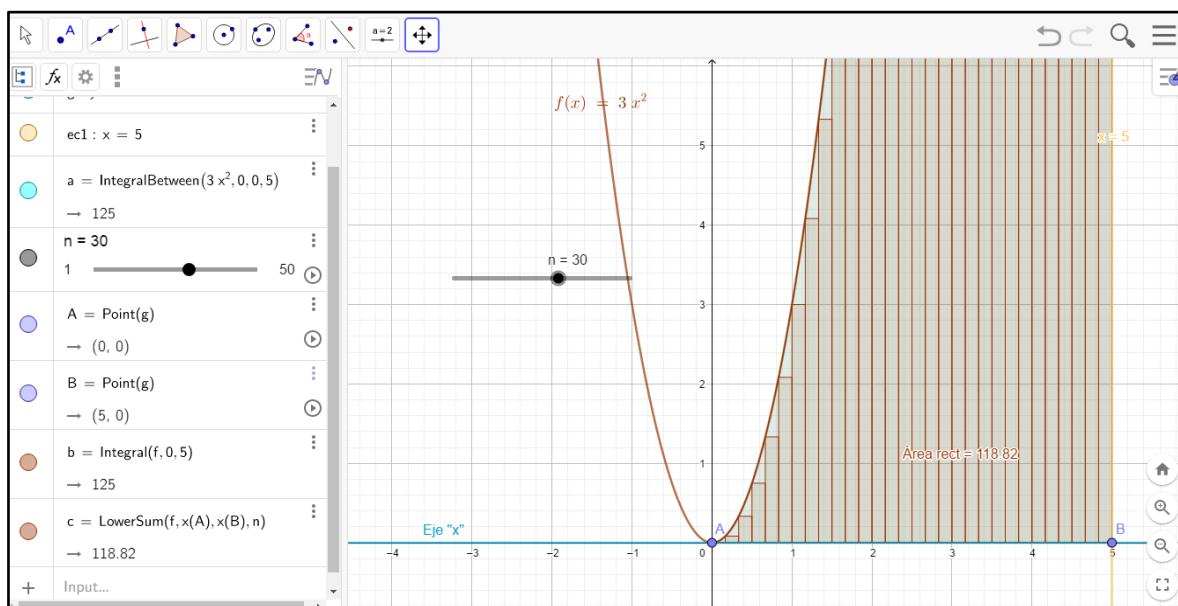 A
a=2
fx
ec1 : x = 5
a = IntegralBetween(3 x², 0, 0, 5)
→ 125
n = 30
1
50
A = Point(g)
→ (0, 0)
B = Point(g)
→ (5, 0)
b = Integral(f, 0, 5)
→ 125
c = LowerSum(f, x(A), x(B), n)
→ 118.82
+ Input...
f(x) = 3 x²
x = 5
n = 30
Área rect = 118.82
Eje "x"
A
B
5
4
3
2
1
−4 −3 −2 −1 0 1 2 3 4 5